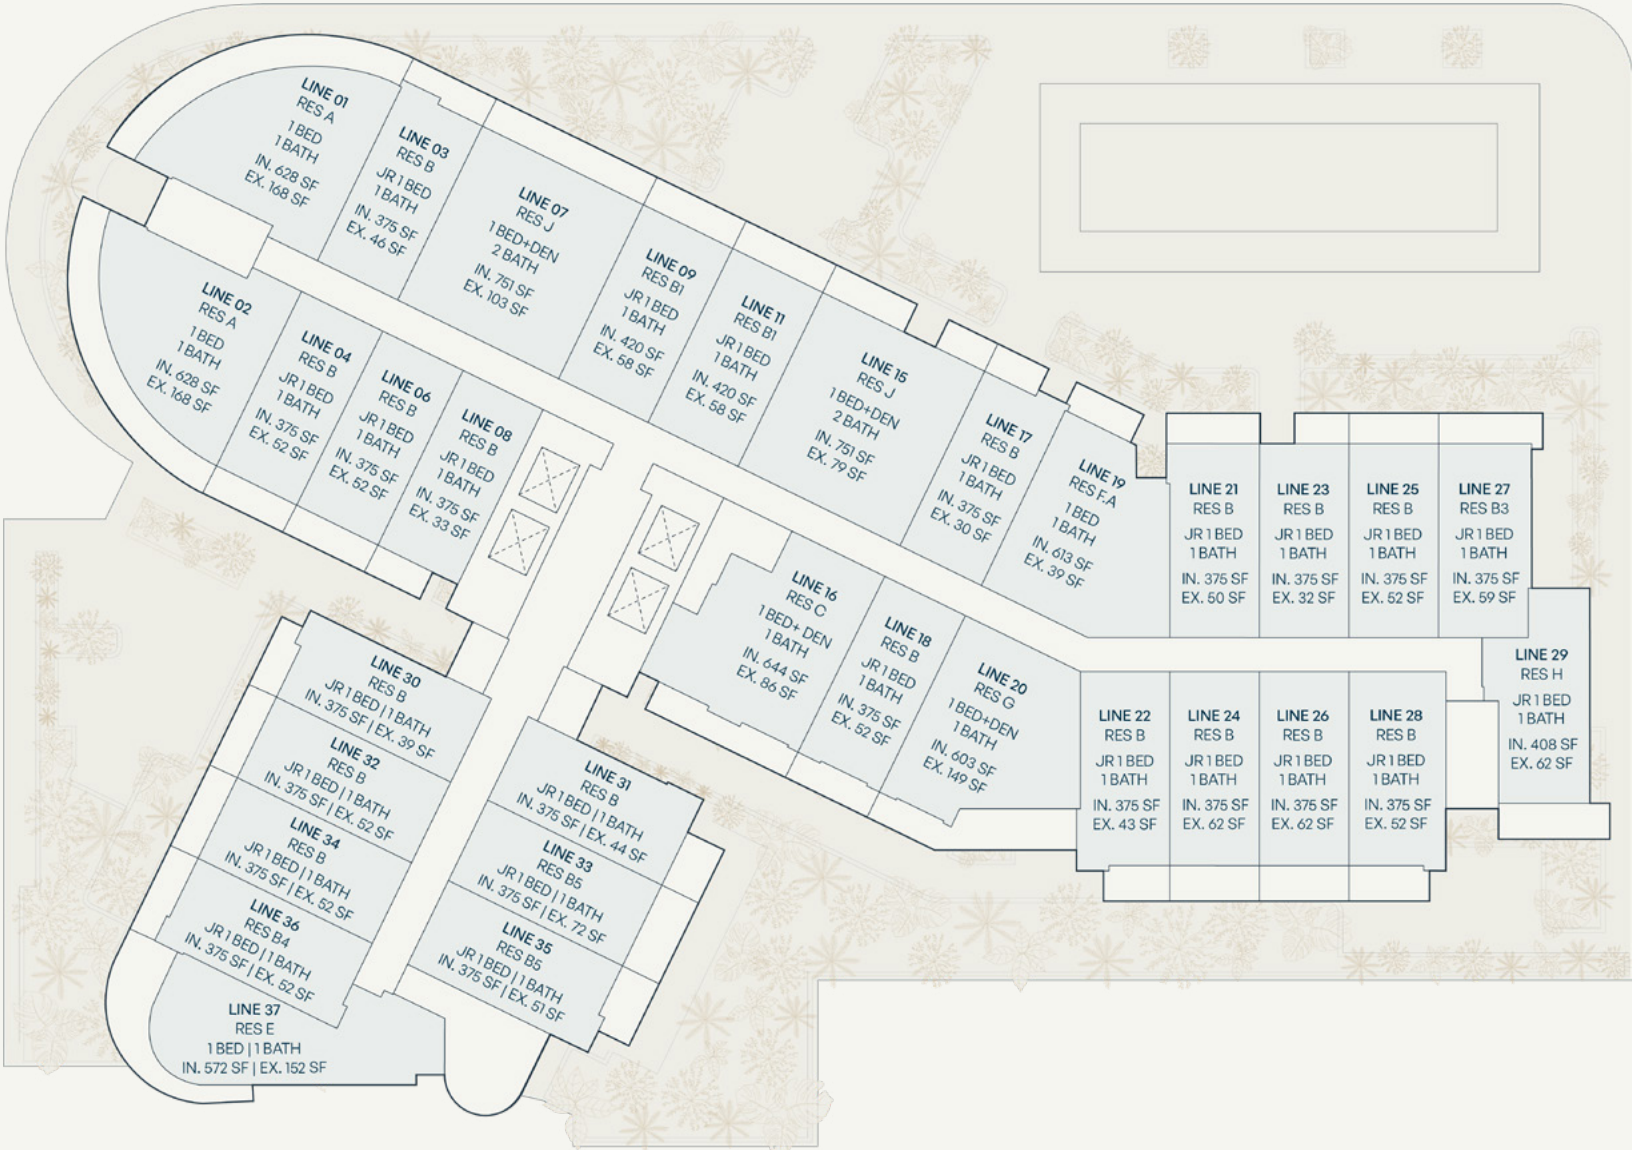 LINE 01
RES A
1 BED
1 BATH
IN. 628 SF
EX. 168 SF
LINE 03
RES B
JR 1 BED
1 BATH
IN. 375 SF
EX. 46 SF
LINE 07
RES J
1 BED+DEN
2 BATH
IN. 751 SF
EX. 103 SF
LINE 09
RES B1
JR 1 BED
1 BATH
IN. 420 SF
EX. 58 SF
LINE 11
RES B1
JR 1 BED
1 BATH
IN. 420 SF
EX. 58 SF
LINE 15
RES J
1 BED+DEN
2 BATH
IN. 751 SF
EX. 79 SF
LINE 17
RES B
JR 1 BED
1 BATH
IN. 375 SF
EX. 30 SF
LINE 19
RES F.A
1 BED
1 BATH
IN. 613 SF
EX. 39 SF
LINE 21
RES B
JR 1 BED
1 BATH
IN. 375 SF
EX. 50 SF
LINE 23
RES B
JR 1 BED
1 BATH
IN. 375 SF
EX. 32 SF
LINE 25
RES B
JR 1 BED
1 BATH
IN. 375 SF
EX. 52 SF
LINE 27
RES B3
JR 1 BED
1 BATH
IN. 375 SF
EX. 59 SF
LINE 29
RES H
JR 1 BED
1 BATH
IN. 408 SF
EX. 62 SF
LINE 02
RES A
1 BED
1 BATH
IN. 628 SF
EX. 168 SF
LINE 04
RES B
JR 1 BED
1 BATH
IN. 375 SF
EX. 52 SF
LINE 06
RES B
JR 1 BED
1 BATH
IN. 375 SF
EX. 52 SF
LINE 08
RES B
JR 1 BED
1 BATH
IN. 375 SF
EX. 33 SF
LINE 16
RES C
1 BED+ DEN
1 BATH
IN. 644 SF
EX. 86 SF
LINE 18
RES B
JR 1 BED
1 BATH
IN. 375 SF
EX. 52 SF
LINE 20
RES G
1 BED+DEN
1 BATH
IN. 603 SF
EX. 149 SF
LINE 22
RES B
JR 1 BED
1 BATH
IN. 375 SF
EX. 43 SF
LINE 24
RES B
JR 1 BED
1 BATH
IN. 375 SF
EX. 62 SF
LINE 26
RES B
JR 1 BED
1 BATH
IN. 375 SF
EX. 62 SF
LINE 28
RES B
JR 1 BED
1 BATH
IN. 375 SF
EX. 52 SF
LINE 30
RES B
JR 1 BED | 1 BATH
IN. 375 SF | EX. 39 SF
LINE 32
RES B
JR 1 BED | 1 BATH
IN. 375 SF | EX. 52 SF
LINE 34
RES B
JR 1 BED | 1 BATH
IN. 375 SF | EX. 52 SF
LINE 36
RES B4
JR 1 BED | 1 BATH
IN. 375 SF | EX. 52 SF
LINE 37
RES E
1 BED | 1 BATH
IN. 572 SF | EX. 152 SF
LINE 31
RES B
JR 1 BED | 1 BATH
IN. 375 SF | EX. 44 SF
LINE 33
RES B5
JR 1 BED | 1 BATH
IN. 375 SF | EX. 72 SF
LINE 35
RES B5
JR 1 BED | 1 BATH
IN. 375 SF | EX. 51 SF